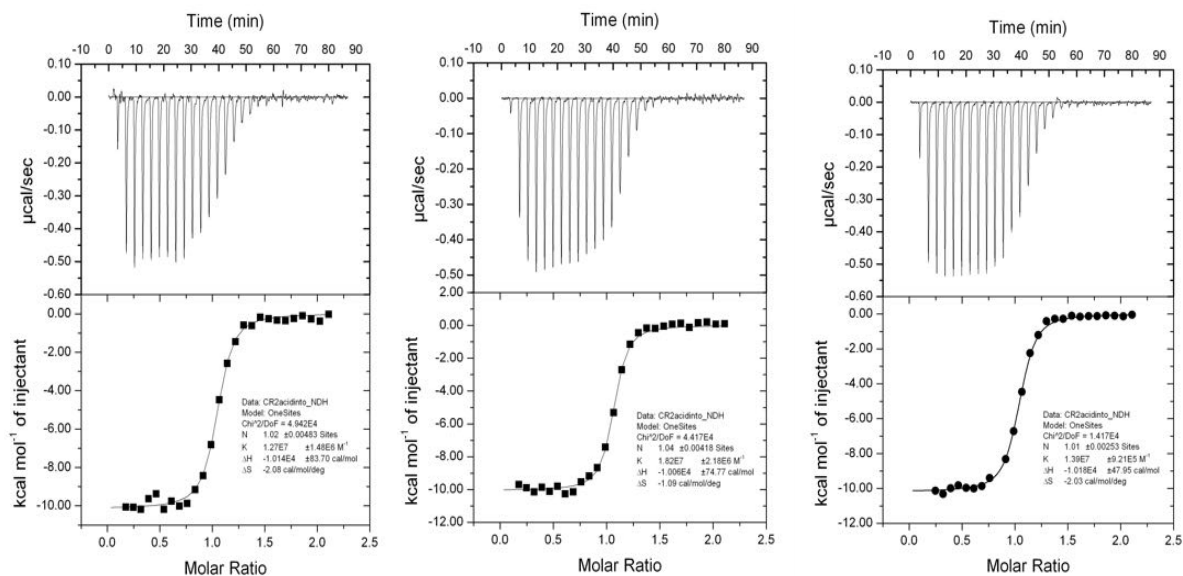 Time (min)
-10 0 10 20 30 40 50 60 70 80 90
0.10
0.00
-0.10
-0.20
-0.30
-0.40
-0.50
-0.60
µcal/sec
0.00
-2.00
-4.00
-6.00
-8.00
-10.00
kcal mol⁻¹ of injectant
Data: CR2acidinto_NDH
Model: OneSites
Chi^2/DoF = 4.942E4
N 1.02 ±0.00483 Sites
K 1.27E7 ±1.48E6 M⁻¹
ΔH -1.014E4 ±83.70 cal/mol
ΔS -2.08 cal/mol/deg
0.0 0.5 1.0 1.5 2.0 2.5
Molar Ratio
Time (min)
-10 0 10 20 30 40 50 60 70 80 90
0.10
0.00
-0.10
-0.20
-0.30
-0.40
-0.50
µcal/sec
2.00
0.00
-2.00
-4.00
-6.00
-8.00
-10.00
-12.00
kcal mol⁻¹ of injectant
Data: CR2acidinto_NDH
Model: OneSites
Chi^2/DoF = 4.417E4
N 1.04 ±0.00418 Sites
K 1.82E7 ±2.18E6 M⁻¹
ΔH -1.006E4 ±74.77 cal/mol
ΔS -1.09 cal/mol/deg
0.0 0.5 1.0 1.5 2.0 2.5
Molar Ratio
Time (min)
-10 0 10 20 30 40 50 60 70 80 90
0.10
0.00
-0.10
-0.20
-0.30
-0.40
-0.50
-0.60
µcal/sec
0.00
-2.00
-4.00
-6.00
-8.00
-10.00
-12.00
kcal mol⁻¹ of injectant
Data: CR2acidinto_NDH
Model: OneSites
Chi^2/DoF = 1.417E4
N 1.01 ±0.00253 Sites
K 1.39E7 ±9.21E5 M⁻¹
ΔH -1.018E4 ±47.95 cal/mol
ΔS -2.03 cal/mol/deg
0.0 0.5 1.0 1.5 2.0 2.5
Molar Ratio